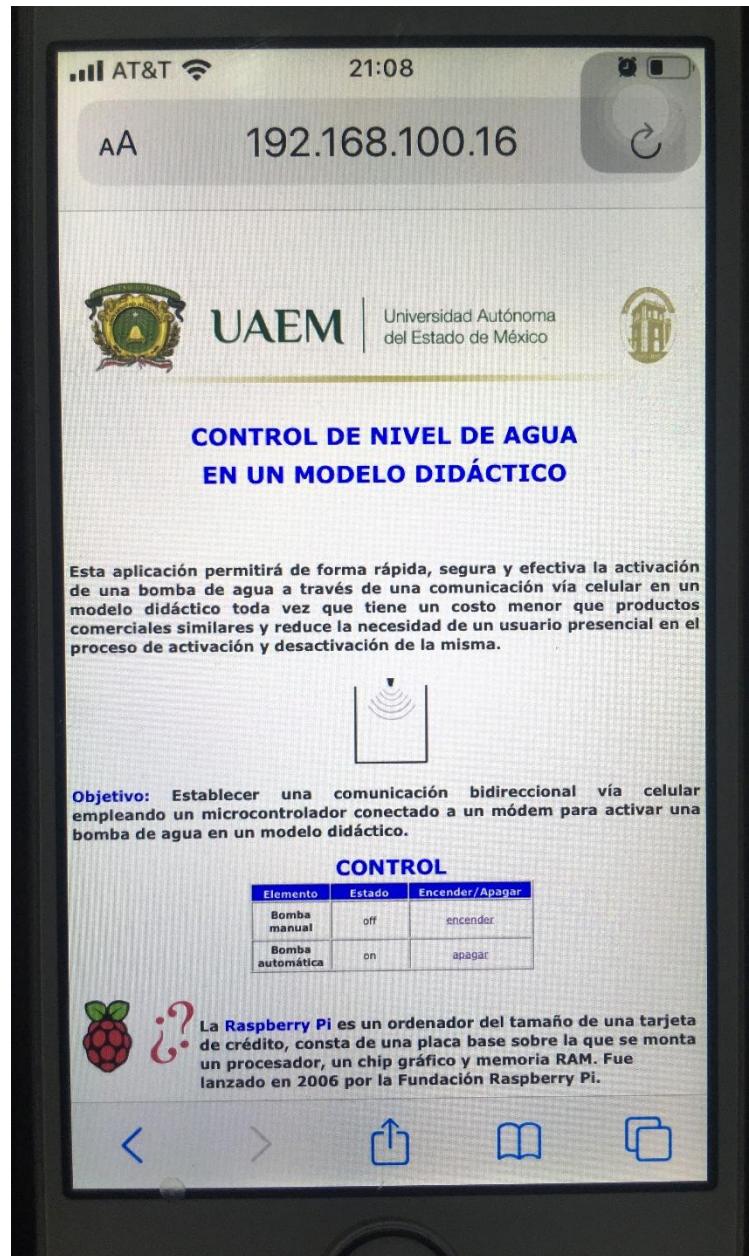 AT&T 21:08
AA 192.168.100.16
UAEM Universidad Autónoma
del Estado de México
CONTROL DE NIVEL DE AGUA
EN UN MODELO DIDÁCTICO
Esta aplicación permitirá de forma rápida, segura y efectiva la activación
de una bomba de agua a través de una comunicación vía celular en un
modelo didáctico toda vez que tiene un costo menor que productos
comerciales similares y reduce la necesidad de un usuario presencial en el
proceso de activación y desactivación de la misma.
Objetivo: Establecer una comunicación bidireccional vía celular
empleando un microcontrolador conectado a un módem para activar una
bomba de agua en un modelo didáctico.
CONTROL
Elemento Estado Encender/Apagar
Bomba
manual off encender
Bomba
automática on apagar
¿?
La Raspberry Pi es un ordenador del tamaño de una tarjeta
de crédito, consta de una placa base sobre la que se monta
un procesador, un chip gráfico y memoria RAM. Fue
lanzado en 2006 por la Fundación Raspberry Pi.